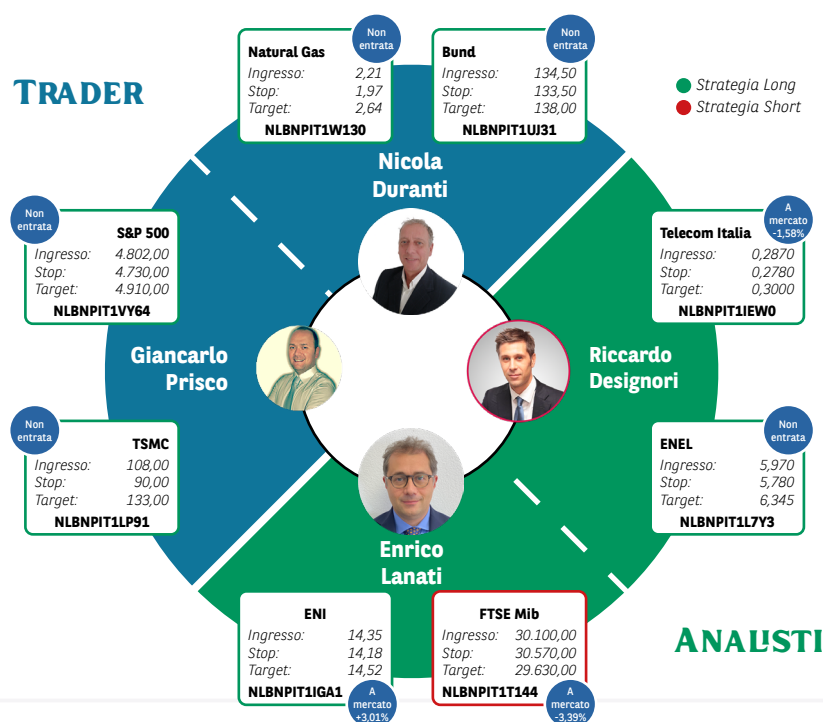 TRADER
Non
entrata
Natural Gas
Ingresso: 2,21
Stop: 1,97
Target: 2,64
NLBNPIT1W130
Non
entrata
Bund
Ingresso: 134,50
Stop: 133,50
Target: 138,00
NLBNPIT1UJ31
Strategia Long
Strategia Short
Nicola
Duranti
Non
entrata
S&P 500
Ingresso: 4.802,00
Stop: 4.730,00
Target: 4.910,00
NLBNPIT1VY64
A
mercato
-1,58%
Telecom Italia
Ingresso: 0,2870
Stop: 0,2780
Target: 0,3000
NLBNPIT1IEW0
Giancarlo
Prisco
Riccardo
Designori
Non
entrata
TSMC
Ingresso: 108,00
Stop: 90,00
Target: 133,00
NLBNPIT1LP91
Non
entrata
ENEL
Ingresso: 5,970
Stop: 5,780
Target: 6,345
NLBNPIT1L7Y3
Enrico
Lanati
ENI
Ingresso: 14,35
Stop: 14,18
Target: 14,52
NLBNPIT1IGA1
A
mercato
+3,01%
FTSE Mib
Ingresso: 30.100,00
Stop: 30.570,00
Target: 29.630,00
NLBNPIT1T144
A
mercato
-3,39%
ANALISTI